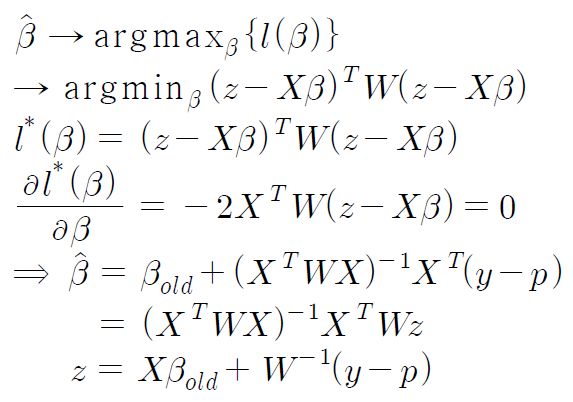 β̂ → argmax_β {l(β)}
→ argmin_β (z − Xβ)^T W(z − Xβ)
l^*(β) = (z − Xβ)^T W(z − Xβ)
∂l^*(β)/∂β = −2X^T W(z − Xβ) = 0
⇒ β̂ = β_old + (X^T WX)^−1 X^T(y − p)
= (X^T WX)^−1 X^T Wz
z = Xβ_old + W^−1(y − p)